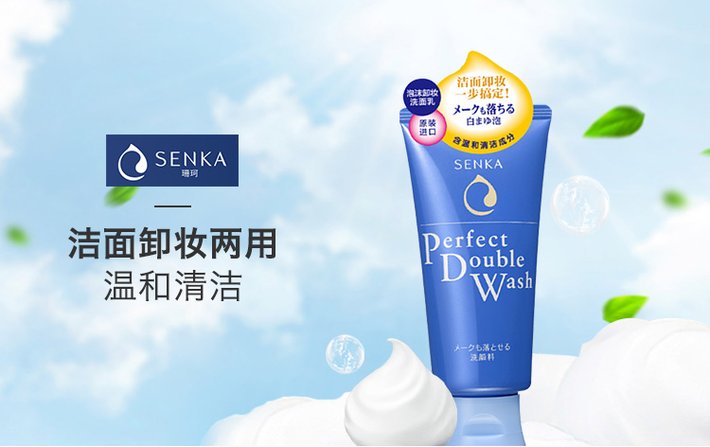 SENKA
珊珂
洁面卸妆两用
温和清洁
洁面卸妆
一步搞定！
メークも落ちる
白まゆ泡
含温和清洁成分
泡沫卸妆
洗面乳
原装
进口
SENKA
Perfect
Double
Wash
メークも落とせる
洗顔料